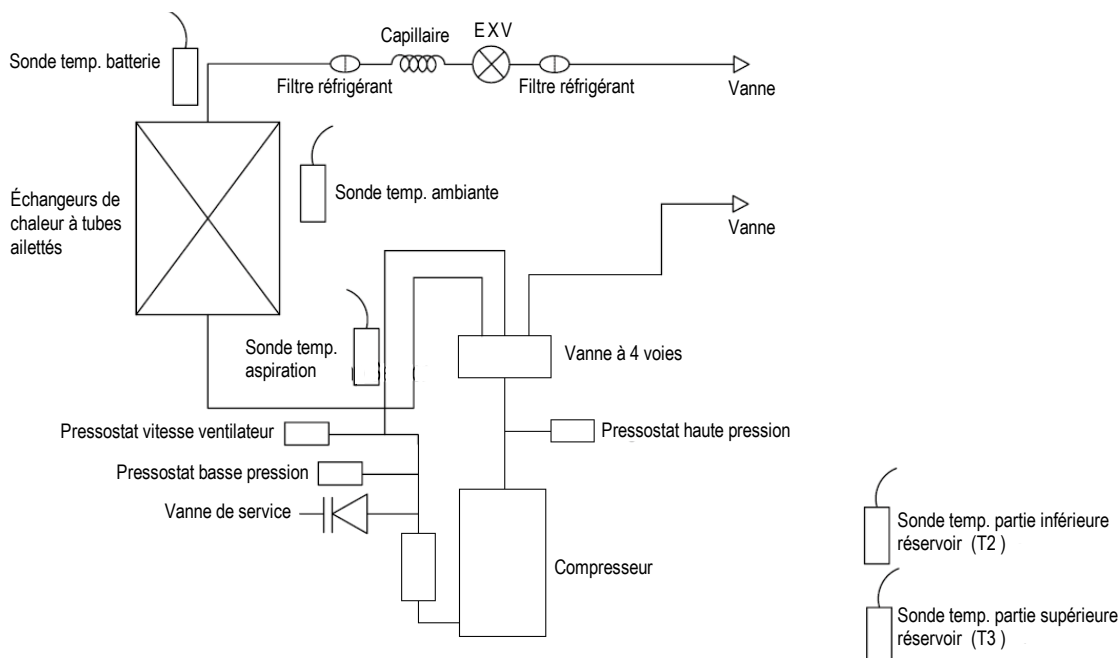 Capillaire
EXV
Sonde temp. batterie
Filtre réfrigérant
Filtre réfrigérant
Vanne
Échangeurs de
chaleur à tubes
ailettés
Sonde temp. ambiante
Vanne
Sonde temp.
aspiration
Vanne à 4 voies
Pressostat vitesse ventilateur
Pressostat haute pression
Pressostat basse pression
Vanne de service
Compresseur
Sonde temp. partie inférieure
réservoir (T2 )
Sonde temp. partie supérieure
réservoir (T3 )